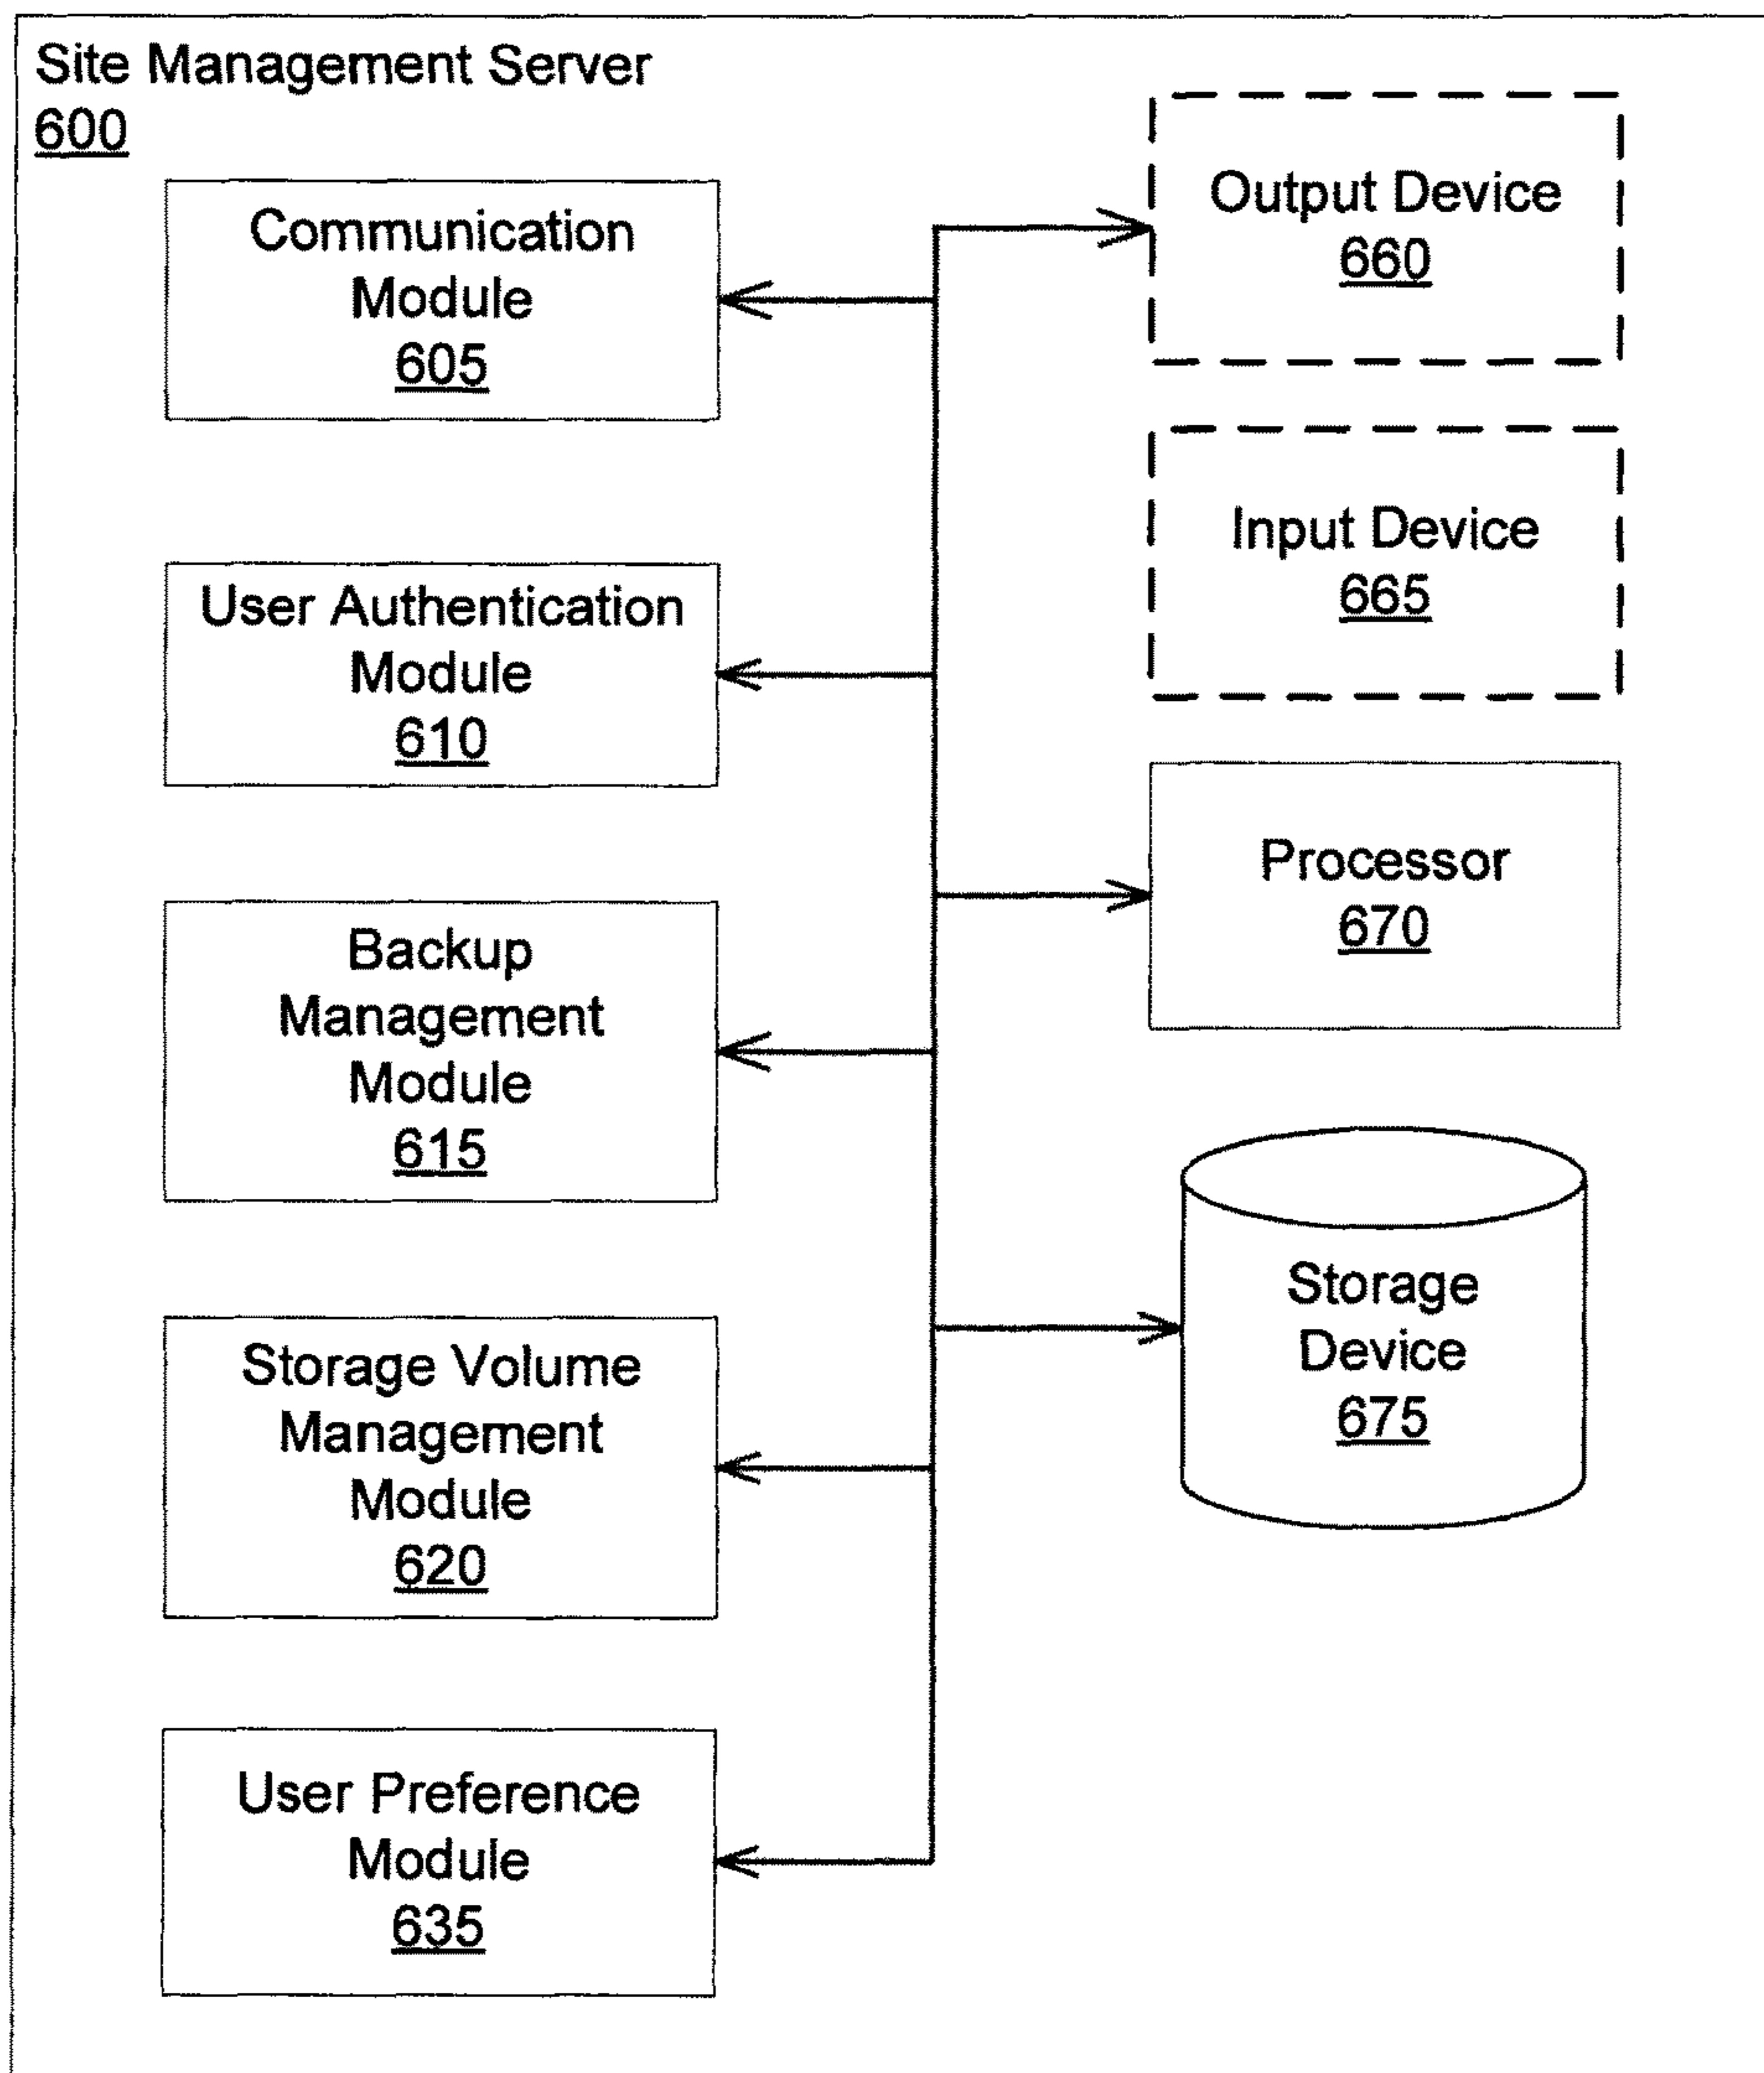 Site Management Server
600
Communication
Module
605
User Authentication
Module
610
Backup
Management
Module
615
Storage Volume
Management
Module
620
User Preference
Module
635
Output Device
660
Input Device
665
Processor
670
Storage
Device
675